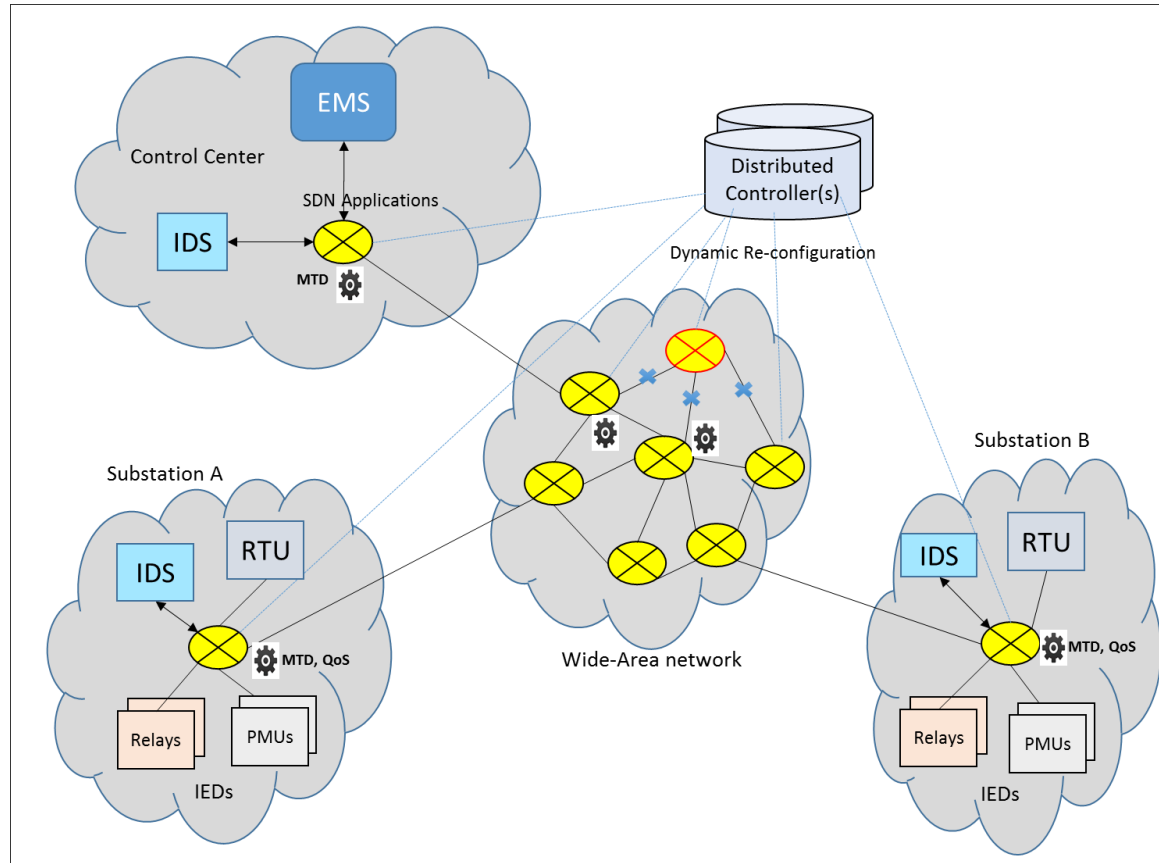 EMS
Control Center
SDN Applications
IDS
MTD
Distributed
Controller(s)
Dynamic Re-configuration
Wide-Area network
Substation A
RTU
IDS
MTD, QoS
Relays
PMUs
IEDs
Substation B
IDS
RTU
MTD, QoS
Relays
PMUs
IEDs